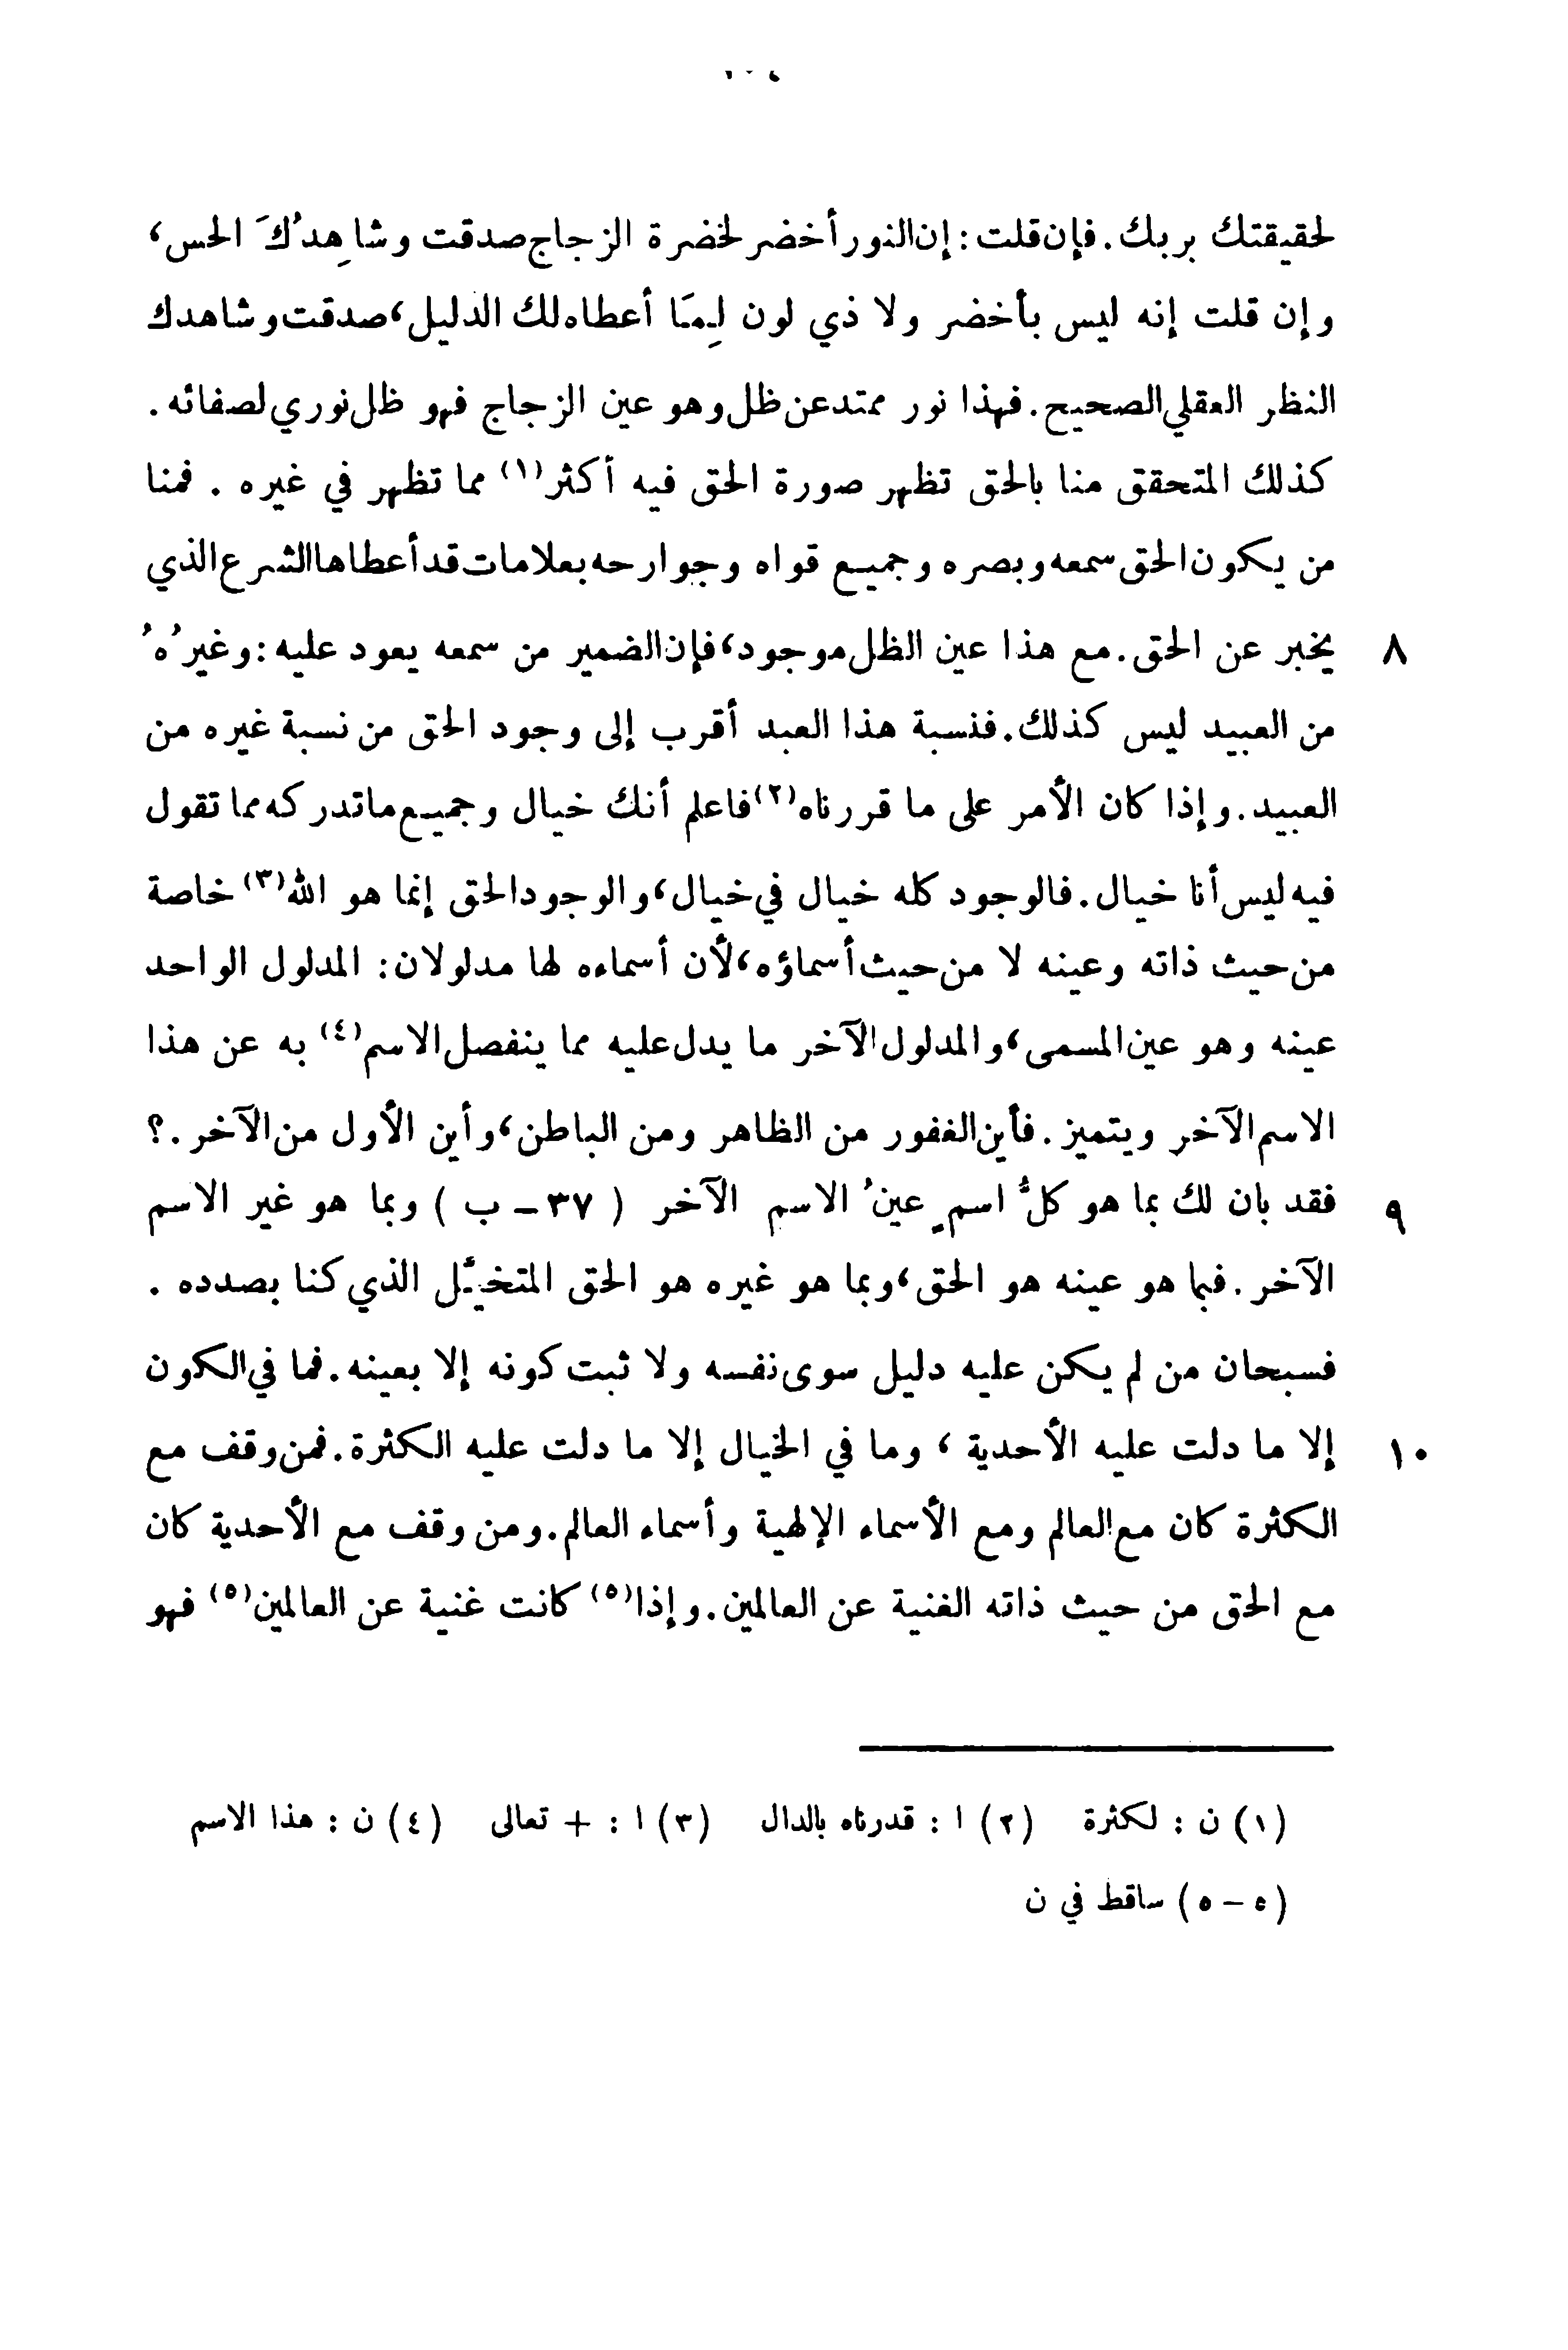 لحقيقتك بربك. فإن قلت: إن النور أخضر لخضرة الزجاج صدقت وشاهِدُكَ الحس،
وإن قلت إنه ليس بأخضر ولا ذي لون لِمَا أعطاه لك الدليل، صدقت وشاهدك
النظر العقلي الصحيح. فهذا نور ممتد عن ظل وهو عين الزجاج فهو ظل نوري لصفائه.
كذلك المتحقق منا بالحق تظهر صورة الحق فيه أكثر(١) مما تظهر في غيره. فمنا
من يكون الحق سمعه وبصره وجميع قواه وجوارحه بعلامات قد أعطاها الشرع الذي
٨ يخبر عن الحق. مع هذا عين الظل موجود، فإن الضمير من سمعه يعود عليه: وغيرُهُ
من العبيد ليس كذلك. فنسبة هذا العبد أقرب إلى وجود الحق من نسبة غيره من
العبيد. وإذا كان الأمر على ما قررناه(٢) فاعلم أنك خيال وجميع ما تدركه مما تقول
فيه ليس أنا خيال. فالوجود كله خيال في خيال، والوجود الحق إنما هو الله(٣) خاصة
من حيث ذاته وعينه لا من حيث أسماؤه، لأن أسماءه لها مدلولان: المدلول الواحد
عينه وهو عين المسمى، والمدلول الآخر ما يدل عليه مما ينفصل الاسم(٤) به عن هذا
الاسم الآخر ويتميز. فأين الغفور من الظاهر ومن الباطن، وأين الأول من الآخر.؟
٩ فقد بان لك بما هو كلُّ اسمٍ عينُ الاسم الآخر ( ٣٧ – ب ) وبما هو غير الاسم
الآخر. فبما هو عينه هو الحق، وبما هو غيره هو الحق المتخيَّل الذي كنا بصدده.
فسبحان من لم يكن عليه دليل سوى نفسه ولا ثبت كونه إلا بعينه. فما في الكون
١٠ إلا ما دلت عليه الأحدية ، وما في الخيال إلا ما دلت عليه الكثرة. فمن وقف مع
الكثرة كان مع العالم ومع الأسماء الإلهية وأسماء العالم. ومن وقف مع الأحدية كان
مع الحق من حيث ذاته الغنية عن العالمين. وإذا(٥) كانت غنية عن العالمين(٥) فهو
(١) ن : لكثرة (٢) ا : قدرناه بالدال (٣) ا : + تعالى (٤) ن : هذا الاسم
(٥ – ٥) ساقط في ن